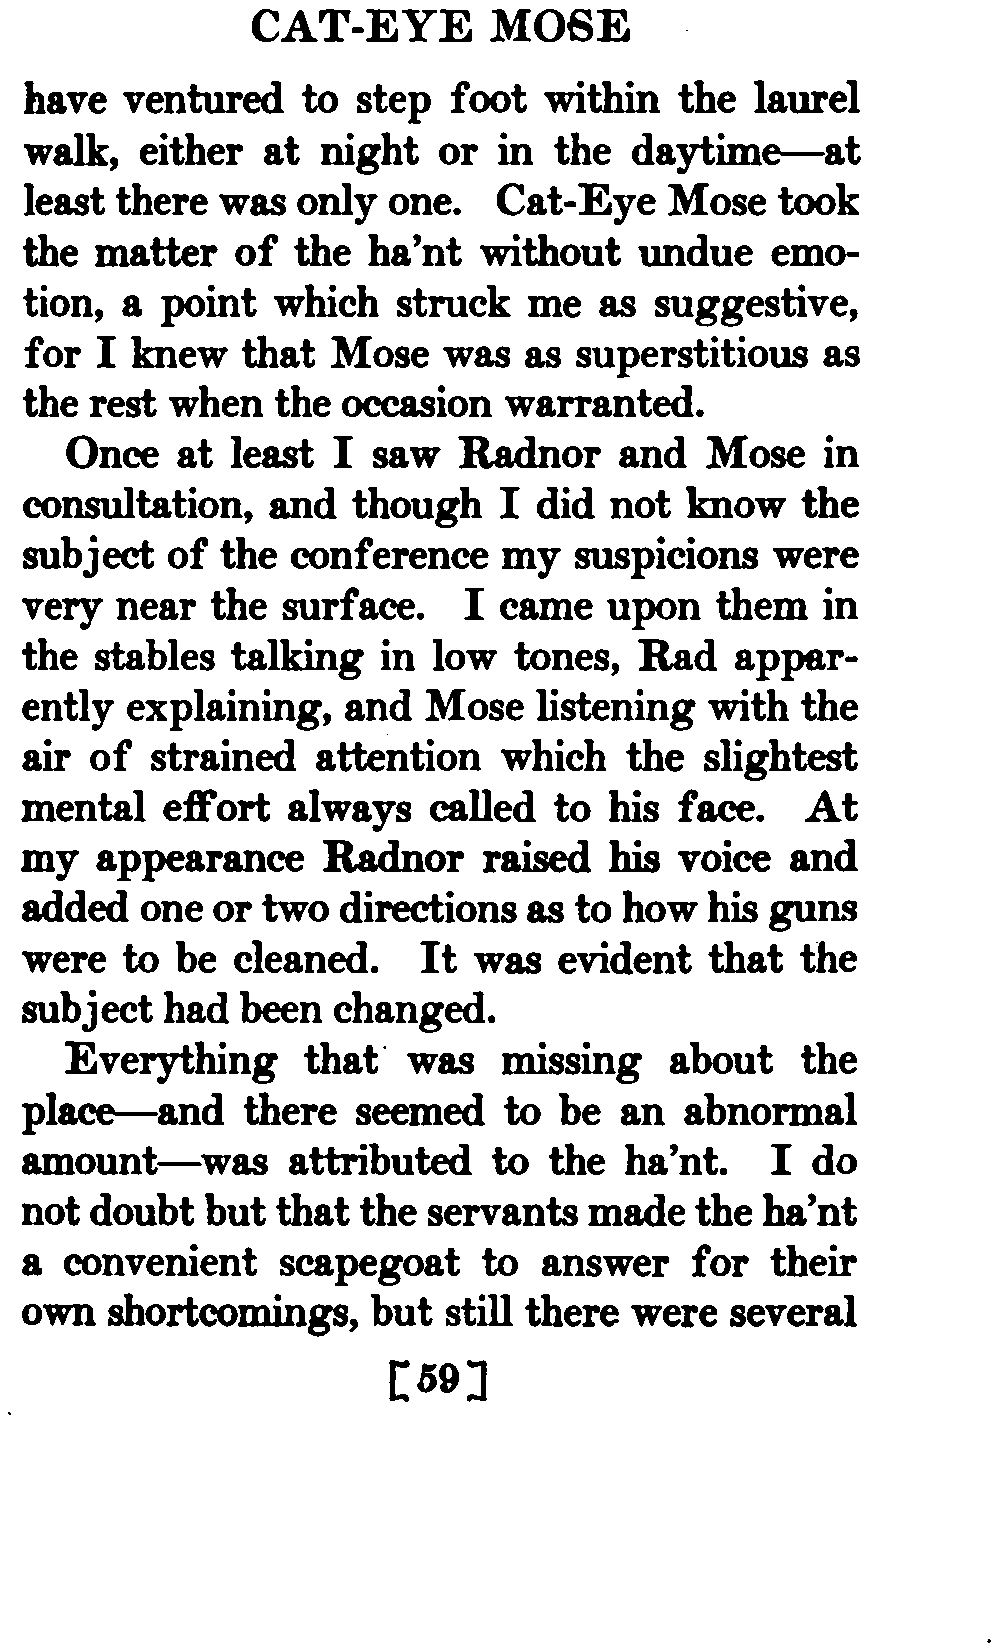 CAT-EYE MOSE
have ventured to step foot within the laurel
walk, either at night or in the daytime—at
least there was only one. Cat-Eye Mose took
the matter of the ha'nt without undue emo-
tion, a point which struck me as suggestive,
for I knew that Mose was as superstitious as
the rest when the occasion warranted.
Once at least I saw Radnor and Mose in
consultation, and though I did not know the
subject of the conference my suspicions were
very near the surface. I came upon them in
the stables talking in low tones, Rad appar-
ently explaining, and Mose listening with the
air of strained attention which the slightest
mental effort always called to his face. At
my appearance Radnor raised his voice and
added one or two directions as to how his guns
were to be cleaned. It was evident that the
subject had been changed.
Everything that was missing about the
place—and there seemed to be an abnormal
amount—was attributed to the ha'nt. I do
not doubt but that the servants made the ha'nt
a convenient scapegoat to answer for their
own shortcomings, but still there were several
[59]